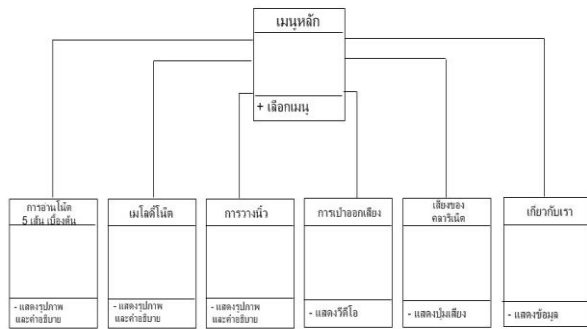 เมนูหลัก
+ เลือกเมนู
การอ่านโน้ต
5 เส้น เบื้องต้น
- แสดงรูปภาพ
และคำอธิบาย
เมโลดี้โน้ต
- แสดงรูปภาพ
และคำอธิบาย
การวางนิ้ว
- แสดงรูปภาพ
และคำอธิบาย
การเป่าออกเสียง
- แสดงวีดีโอ
เสียงของ
คลาริเน็ต
- แสดงปุ่มเสียง
เกี่ยวกับเรา
- แสดงข้อมูล